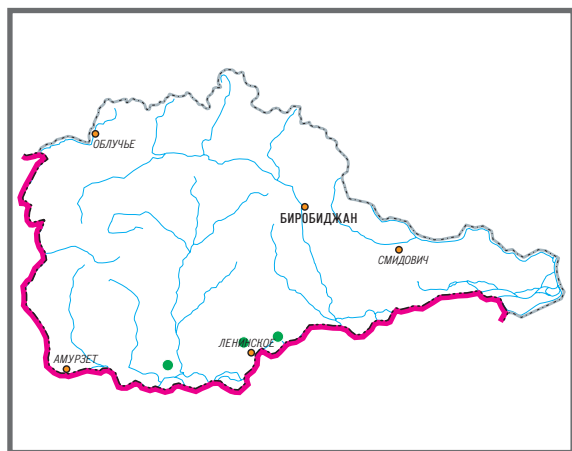 ОБЛУЧЬЕ
БИРОБИДЖАН
СМИДОВИЧ
ЛЕНИНСКОЕ
АМУРЗЕТ